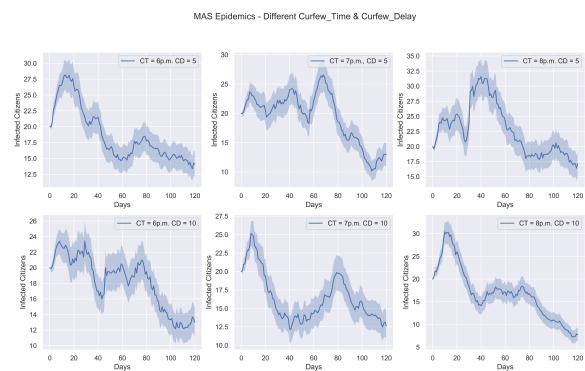 MAS Epidemics - Different Curfew_Time & Curfew_Delay
CT = 6p.m. CD = 5
Infected Citizens
30.0
27.5
25.0
22.5
20.0
17.5
15.0
12.5
0 20 40 60 80 100 120
Days
CT = 7p.m., CD = 5
Infected Citizens
30
25
20
15
10
0 20 40 60 80 100 120
Days
CT = 8p.m. CD = 5
Infected Citizens
35.0
32.5
30.0
27.5
25.0
22.5
20.0
17.5
15.0
0 20 40 60 80 100 120
Days
CT = 6p.m. CD = 10
Infected Citizens
26
24
22
20
18
16
14
12
10
0 20 40 60 80 100 120
Days
CT = 7p.m. CD = 10
Infected Citizens
27.5
25.0
22.5
20.0
17.5
15.0
12.5
10.0
0 20 40 60 80 100 120
Days
CT = 8p.m. CD = 10
Infected Citizens
30
25
20
15
10
5
0 20 40 60 80 100 120
Days